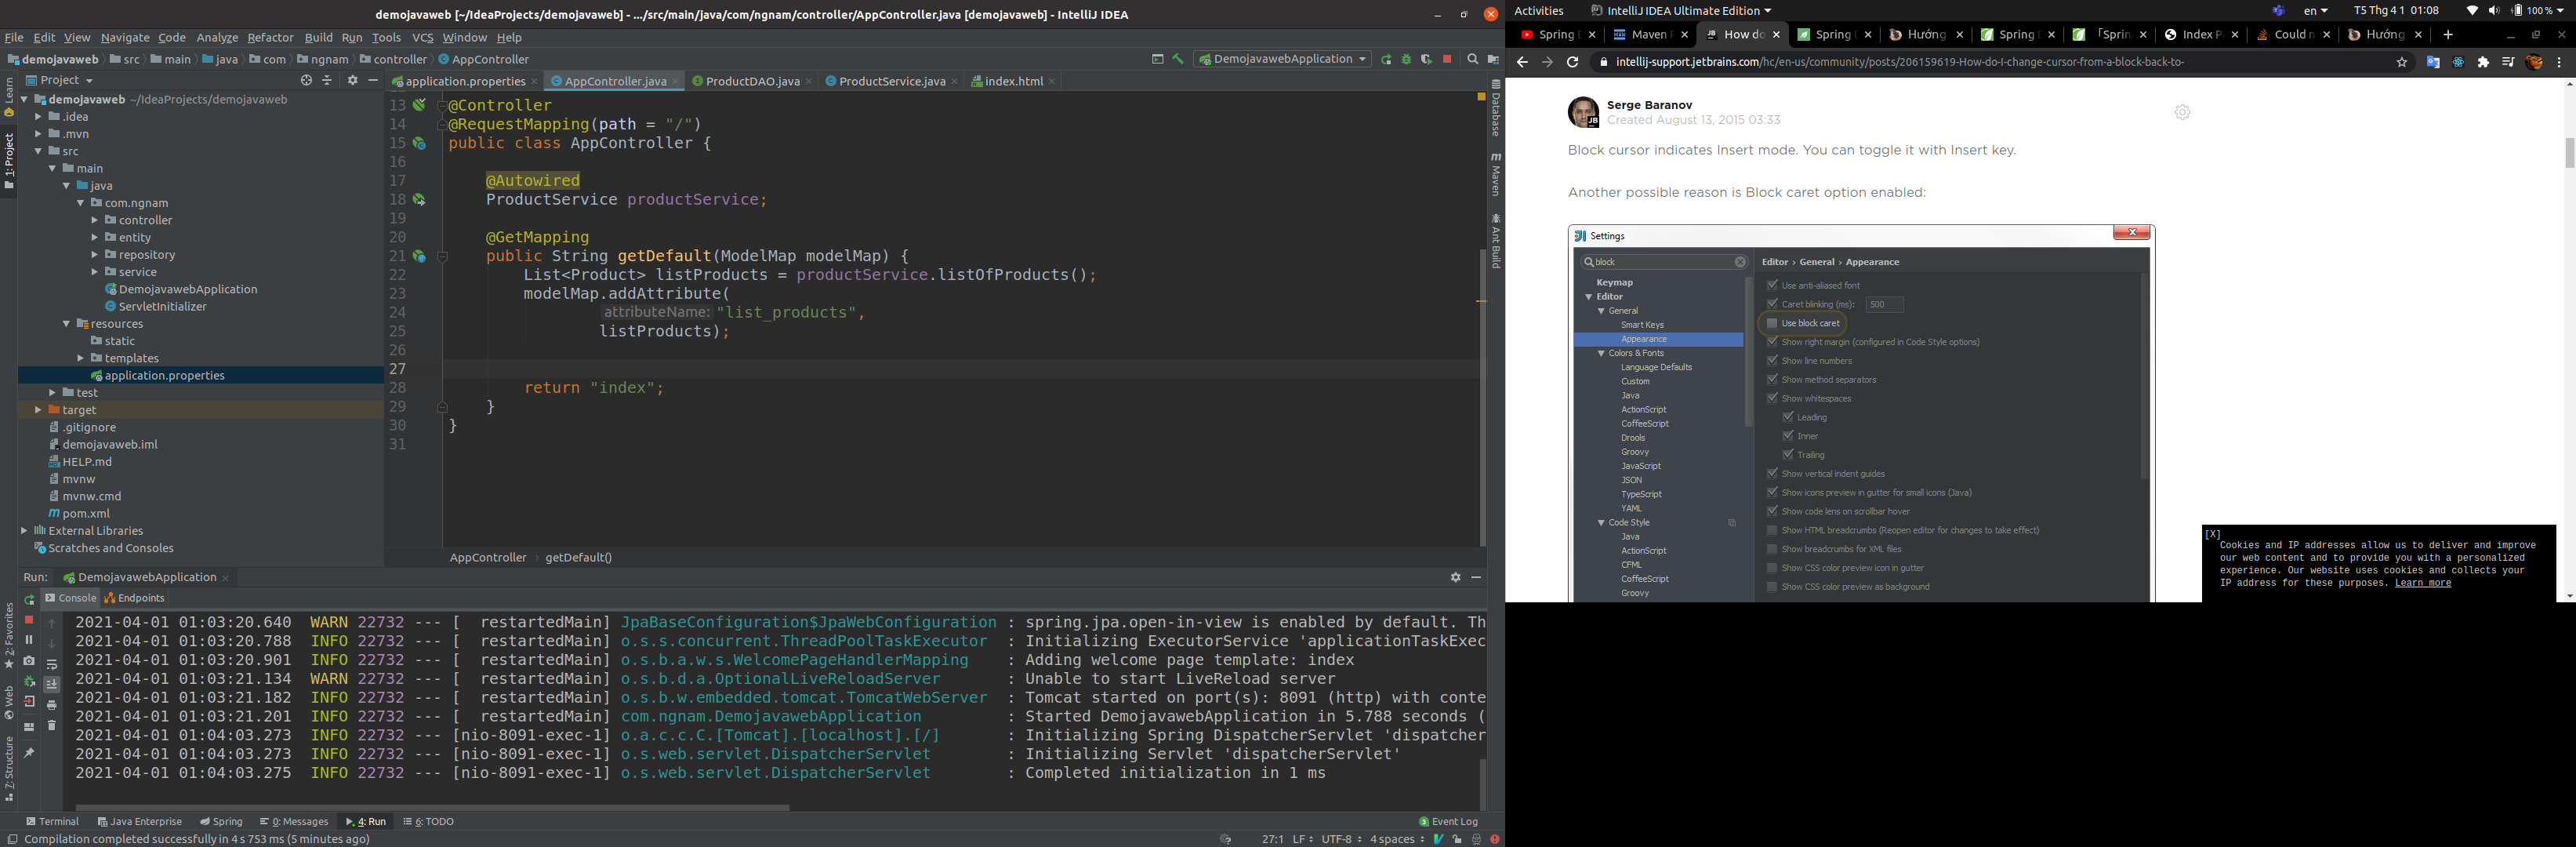 demojavaweb [~/IdeaProjects/demojavaweb] - .../src/main/java/com/ngnam/controller/AppController.java [demojavaweb] - IntelliJ IDEA
File Edit View Navigate Code Analyze Refactor Build Run Tools VCS Window Help
demojavaweb src main java com ngnam controller AppController
DemojavawebApplication
Project
application.properties AppController.java ProductDAO.java ProductService.java index.html
Learn
1: Project
2: Favorites
Web
7: Structure
demojavaweb ~/IdeaProjects/demojavaweb
.idea
.mvn
src
main
java
com.ngnam
controller
entity
repository
service
DemojavawebApplication
ServletInitializer
resources
static
templates
application.properties
test
target
.gitignore
demojavaweb.iml
HELP.md
mvnw
mvnw.cmd
pom.xml
External Libraries
Scratches and Consoles
13 @Controller
14 @RequestMapping(path = "/")
15 public class AppController {
16
17 @Autowired
18 ProductService productService;
19
20 @GetMapping
21 public String getDefault(ModelMap modelMap) {
22 List<Product> listProducts = productService.listOfProducts();
23 modelMap.addAttribute(
24 attributeName: "list_products",
25 listProducts);
26
27
28 return "index";
29 }
30 }
31
AppController getDefault()
Database
Maven
Ant Build
Run: DemojavawebApplication
Console Endpoints
2021-04-01 01:03:20.640 WARN 22732 --- [ restartedMain] JpaBaseConfiguration$JpaWebConfiguration : spring.jpa.open-in-view is enabled by default. Th
2021-04-01 01:03:20.788 INFO 22732 --- [ restartedMain] o.s.s.concurrent.ThreadPoolTaskExecutor : Initializing ExecutorService 'applicationTaskExec
2021-04-01 01:03:20.901 INFO 22732 --- [ restartedMain] o.s.b.a.w.s.WelcomePageHandlerMapping : Adding welcome page template: index
2021-04-01 01:03:21.134 WARN 22732 --- [ restartedMain] o.s.b.d.a.OptionalLiveReloadServer : Unable to start LiveReload server
2021-04-01 01:03:21.182 INFO 22732 --- [ restartedMain] o.s.b.w.embedded.tomcat.TomcatWebServer : Tomcat started on port(s): 8091 (http) with conte
2021-04-01 01:03:21.201 INFO 22732 --- [ restartedMain] com.ngnam.DemojavawebApplication : Started DemojavawebApplication in 5.788 seconds (
2021-04-01 01:04:03.273 INFO 22732 --- [nio-8091-exec-1] o.a.c.c.C.[Tomcat].[localhost].[/] : Initializing Spring DispatcherServlet 'dispatcher
2021-04-01 01:04:03.273 INFO 22732 --- [nio-8091-exec-1] o.s.web.servlet.DispatcherServlet : Initializing Servlet 'dispatcherServlet'
2021-04-01 01:04:03.275 INFO 22732 --- [nio-8091-exec-1] o.s.web.servlet.DispatcherServlet : Completed initialization in 1 ms
Terminal Java Enterprise Spring 0: Messages 4: Run 6: TODO
3 Event Log
Compilation completed successfully in 4 s 753 ms (5 minutes ago)
27:1 LF UTF-8 4 spaces
Activities IntelliJ IDEA Ultimate Edition en T5 Thg 4 1 01:08 100 %
Spring Maven How do Spring Hướng Spring 「Sprin Index P Could n Hướng
intellij-support.jetbrains.com/hc/en-us/community/posts/206159619-How-do-I-change-cursor-from-a-block-back-to-
Serge Baranov
JB Created August 13, 2015 03:33
Block cursor indicates Insert mode. You can toggle it with Insert key.
Another possible reason is Block caret option enabled:
Settings
block
Keymap
Editor
General
Smart Keys
Appearance
Colors & Fonts
Language Defaults
Custom
Java
ActionScript
CoffeeScript
Drools
Groovy
JavaScript
JSON
TypeScript
YAML
Code Style
Java
ActionScript
CFML
CoffeeScript
Groovy
Editor › General › Appearance
Use anti-aliased font
Caret blinking (ms): 500
Use block caret
Show right margin (configured in Code Style options)
Show line numbers
Show method separators
Show whitespaces
Leading
Inner
Trailing
Show vertical indent guides
Show icons preview in gutter for small icons (Java)
Show code lens on scrollbar hover
Show HTML breadcrumbs (Reopen editor for changes to take effect)
Show breadcrumbs for XML files
Show CSS color preview icon in gutter
Show CSS color preview as background
[X]
Cookies and IP addresses allow us to deliver and improve
our web content and to provide you with a personalized
experience. Our website uses cookies and collects your
IP address for these purposes. Learn more